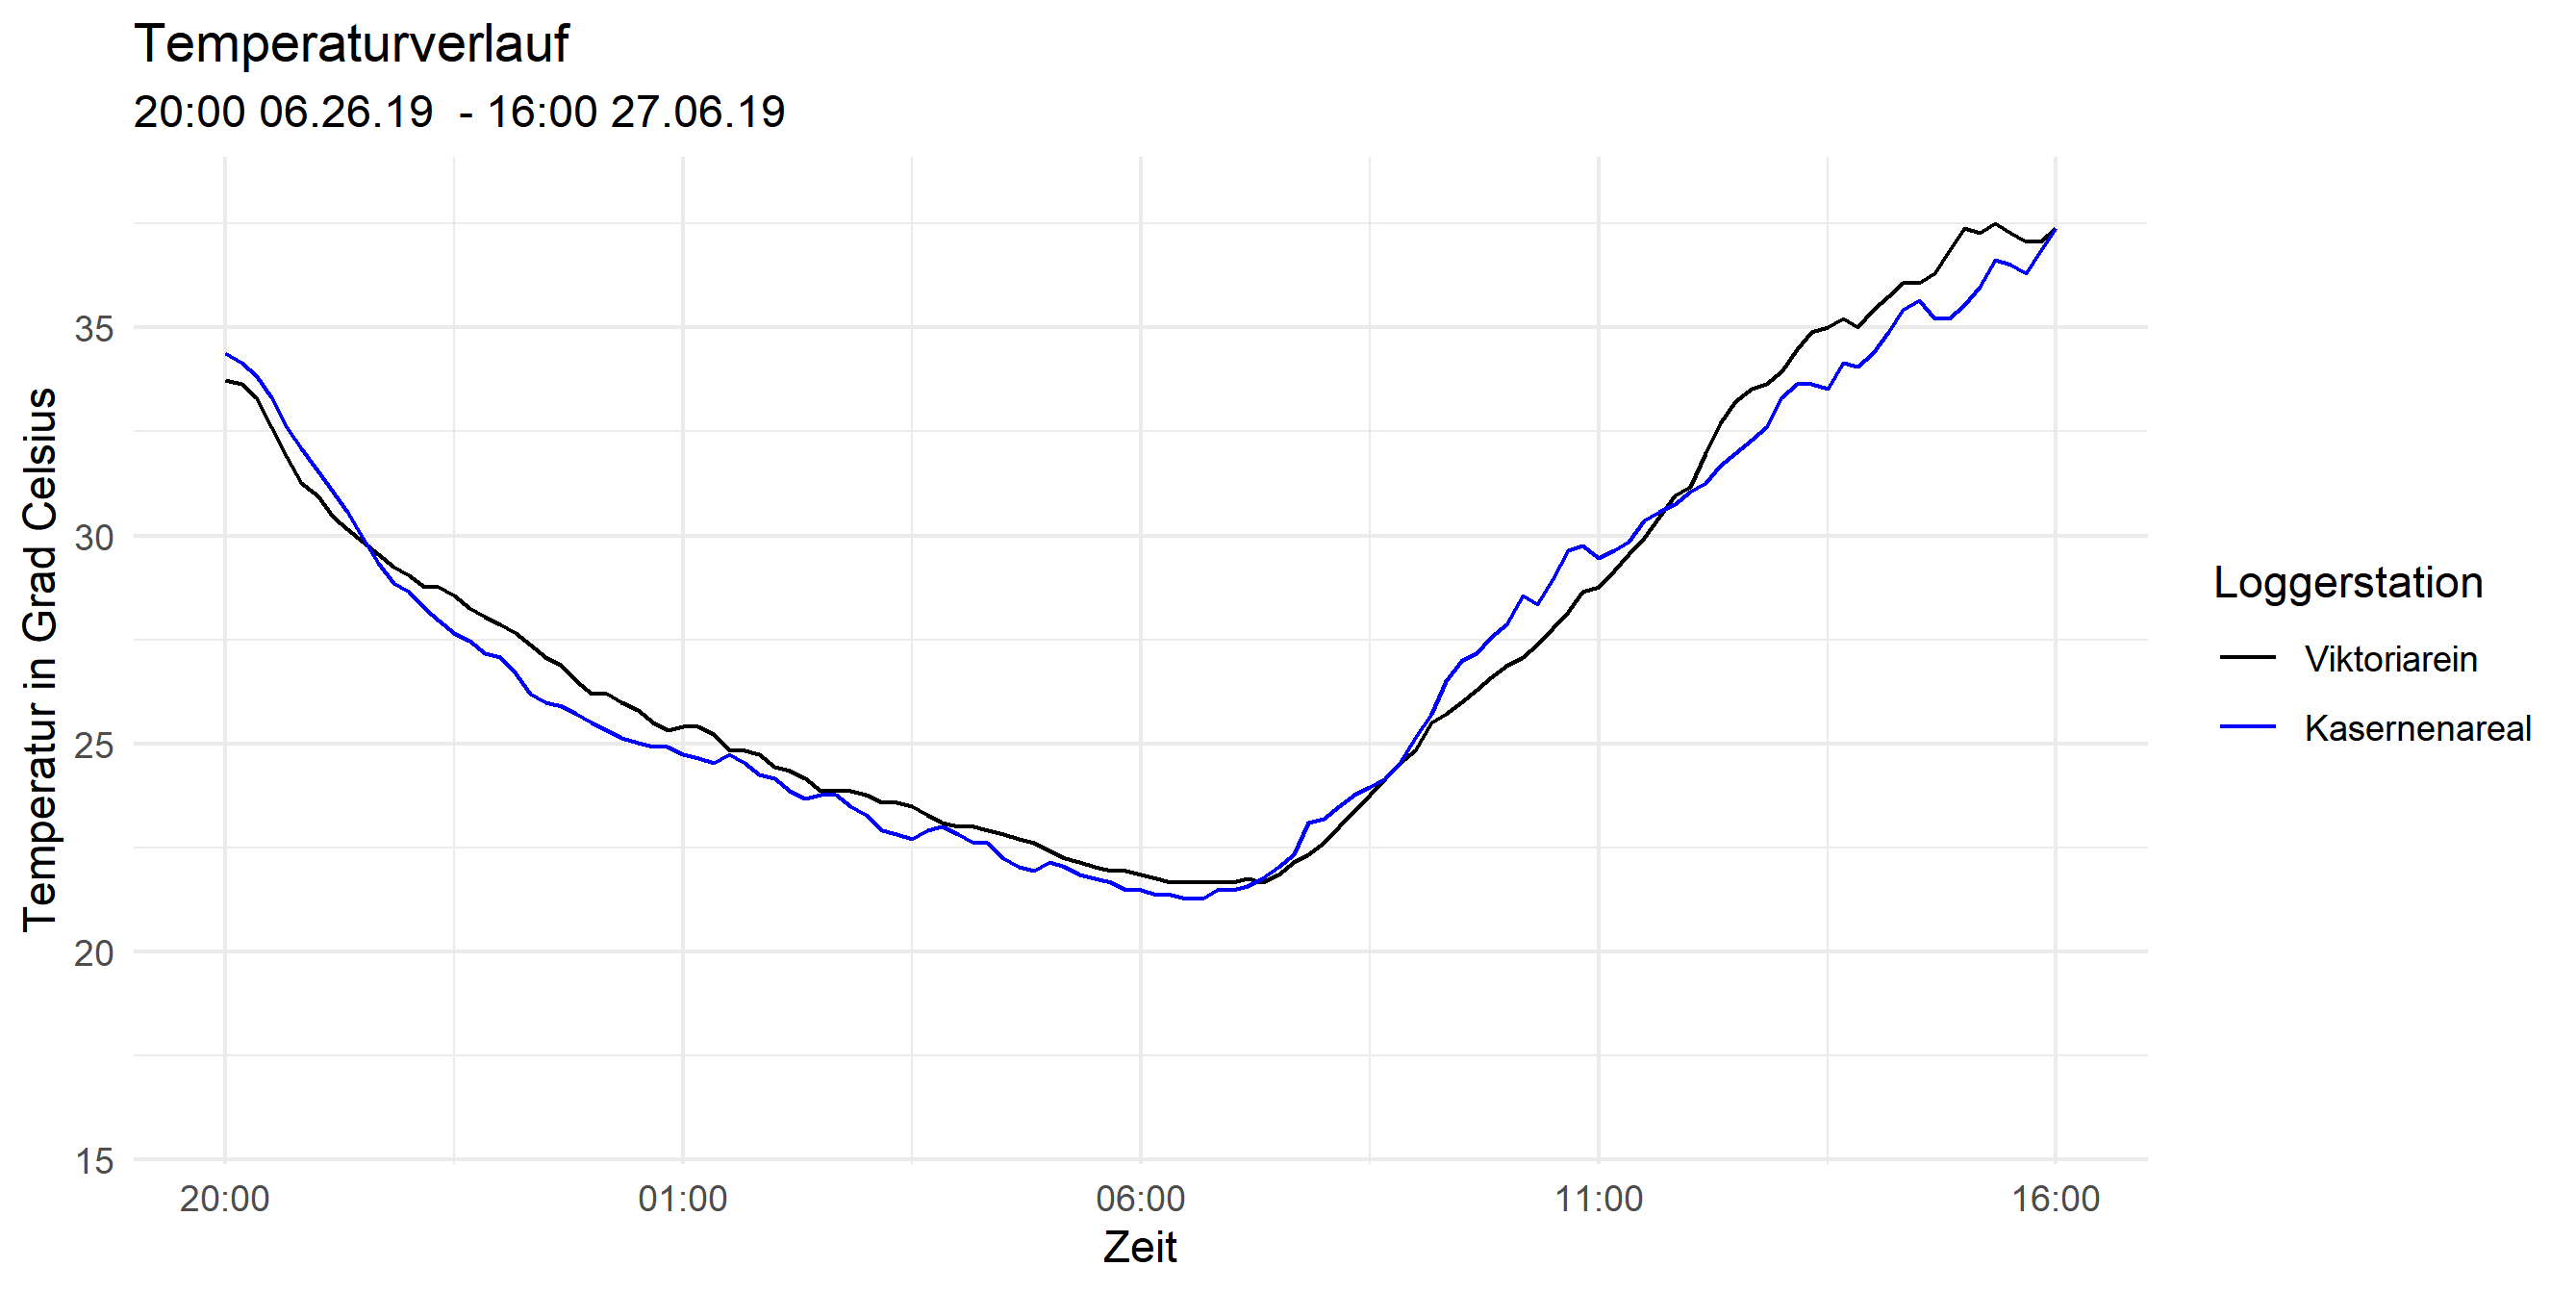 Temperaturverlauf
20:00 06.26.19  - 16:00 27.06.19
Temperatur in Grad Celsius
35
30
25
20
15
20:00 01:00 06:00 11:00 16:00
Zeit
Loggerstation
Viktoriarein
Kasernenareal